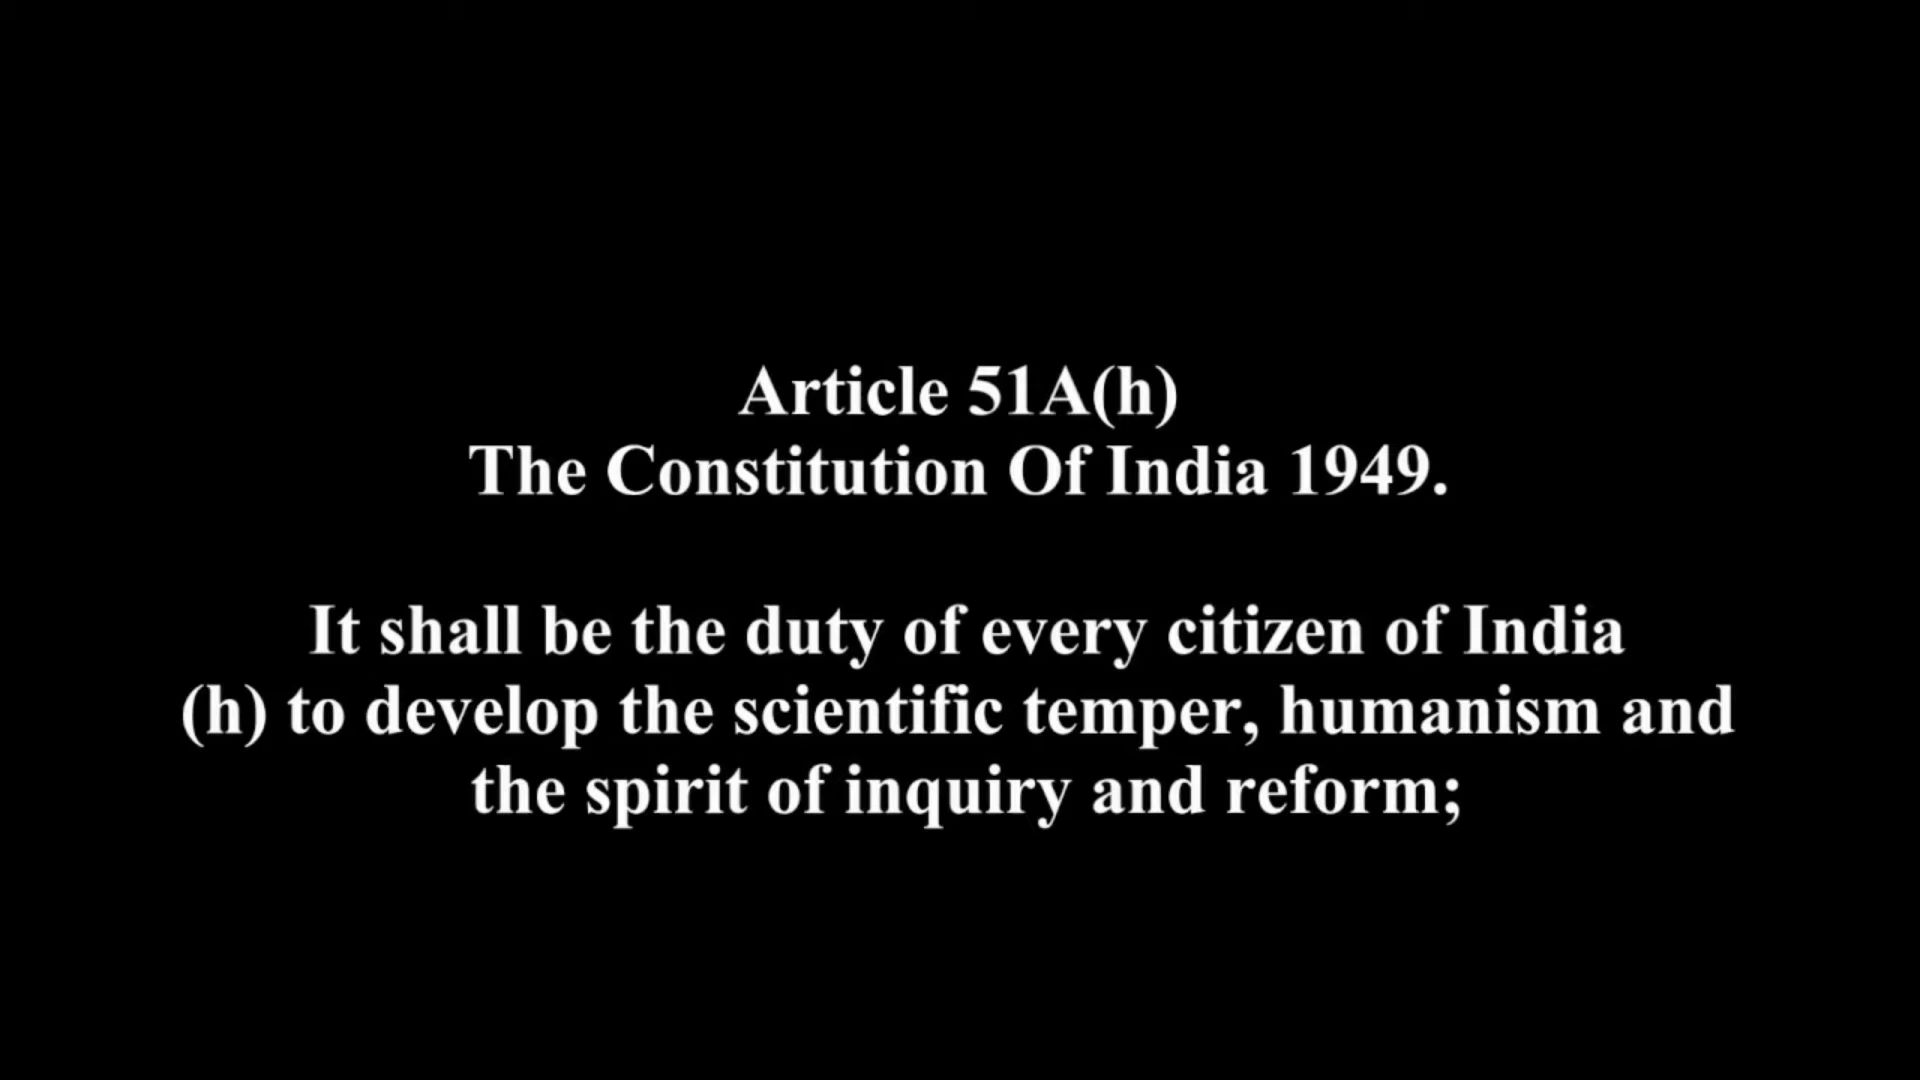 Article 51A(h)
The Constitution Of India 1949.
It shall be the duty of every citizen of India
(h) to develop the scientific temper, humanism and
the spirit of inquiry and reform;